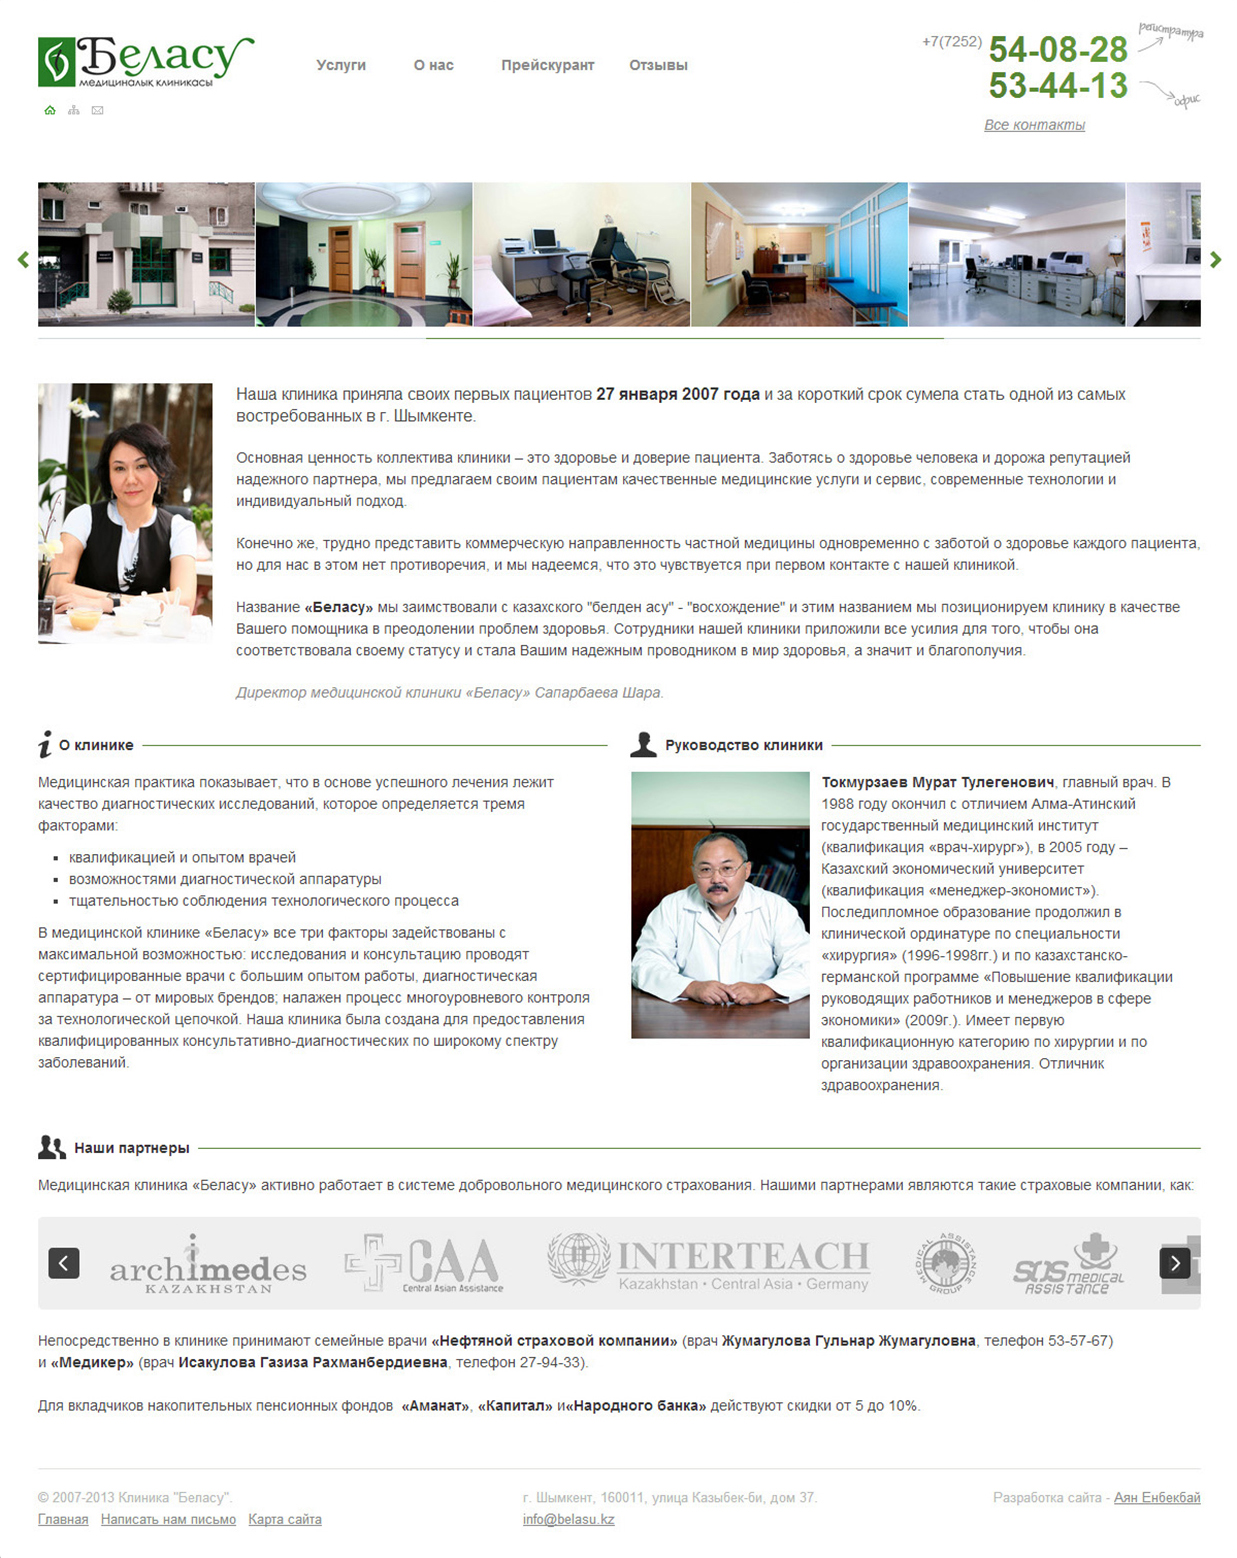 Беласу
медициналық клиникасы
Услуги
О нас
Прейскурант
Отзывы
+7(7252) 54-08-28
регистратура
53-44-13
офис
Все контакты
Наша клиника приняла своих первых пациентов 27 января 2007 года и за короткий срок сумела стать одной из самых
востребованных в г. Шымкенте.
Основная ценность коллектива клиники – это здоровье и доверие пациента. Заботясь о здоровье человека и дорожа репутацией
надежного партнера, мы предлагаем своим пациентам качественные медицинские услуги и сервис, современные технологии и
индивидуальный подход.
Конечно же, трудно представить коммерческую направленность частной медицины одновременно с заботой о здоровье каждого пациента,
но для нас в этом нет противоречия, и мы надеемся, что это чувствуется при первом контакте с нашей клиникой.
Название «Беласу» мы заимствовали с казахского "белден асу" - "восхождение" и этим названием мы позиционируем клинику в качестве
Вашего помощника в преодолении проблем здоровья. Сотрудники нашей клиники приложили все усилия для того, чтобы она
соответствовала своему статусу и стала Вашим надежным проводником в мир здоровья, а значит и благополучия.
Директор медицинской клиники «Беласу» Сапарбаева Шара.
О клинике
Медицинская практика показывает, что в основе успешного лечения лежит
качество диагностических исследований, которое определяется тремя
факторами:
квалификацией и опытом врачей
возможностями диагностической аппаратуры
тщательностью соблюдения технологического процесса
В медицинской клинике «Беласу» все три факторы задействованы с
максимальной возможностью: исследования и консультацию проводят
сертифицированные врачи с большим опытом работы, диагностическая
аппаратура – от мировых брендов; налажен процесс многоуровневого контроля
за технологической цепочкой. Наша клиника была создана для предоставления
квалифицированных консультативно-диагностических по широкому спектру
заболеваний.
Руководство клиники
Токмурзаев Мурат Тулегенович, главный врач. В
1988 году окончил с отличием Алма-Атинский
государственный медицинский институт
(квалификация «врач-хирург»), в 2005 году –
Казахский экономический университет
(квалификация «менеджер-экономист»).
Последипломное образование продолжил в
клинической ординатуре по специальности
«хирургия» (1996-1998гг.) и по казахстанско-
германской программе «Повышение квалификации
руководящих работников и менеджеров в сфере
экономики» (2009г.). Имеет первую
квалификационную категорию по хирургии и по
организации здравоохранения. Отличник
здравоохранения.
Наши партнеры
Медицинская клиника «Беласу» активно работает в системе добровольного медицинского страхования. Нашими партнерами являются такие страховые компании, как:
archimedes
KAZAKHSTAN
CAA
Central Asian Assistance
IT
INTERTEACH
Kazakhstan • Central Asia • Germany
MEDICAL ASSISTANCE GROUP
SOS MEDICAL
ASSISTANCE
Непосредственно в клинике принимают семейные врачи «Нефтяной страховой компании» (врач Жумагулова Гульнар Жумагуловна, телефон 53-57-67)
и «Медикер» (врач Исакулова Газиза Рахманбердиевна, телефон 27-94-33).
Для вкладчиков накопительных пенсионных фондов «Аманат», «Капитал» и«Народного банка» действуют скидки от 5 до 10%.
© 2007-2013 Клиника "Беласу".
Главная Написать нам письмо Карта сайта
г. Шымкент, 160011, улица Казыбек-би, дом 37.
info@belasu.kz
Разработка сайта - Аян Енбекбай